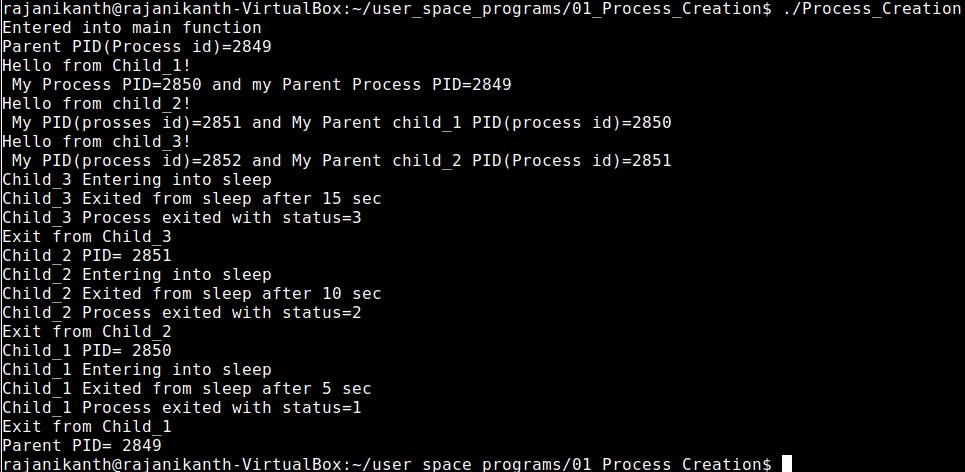 rajanikanth@rajanikanth-VirtualBox:~/user_space_programs/01_Process_Creation$ ./Process_Creation
Entered into main function
Parent PID(Process id)=2849
Hello from Child_1!
 My Process PID=2850 and my Parent Process PID=2849
Hello from child_2!
 My PID(prosses id)=2851 and My Parent child_1 PID(process id)=2850
Hello from child_3!
 My PID(process id)=2852 and My Parent child_2 PID(Process id)=2851
Child_3 Entering into sleep
Child_3 Exited from sleep after 15 sec
Child_3 Process exited with status=3
Exit from Child_3
Child_2 PID= 2851
Child_2 Entering into sleep
Child_2 Exited from sleep after 10 sec
Child_2 Process exited with status=2
Exit from Child_2
Child_1 PID= 2850
Child_1 Entering into sleep
Child_1 Exited from sleep after 5 sec
Child_1 Process exited with status=1
Exit from Child_1
Parent PID= 2849
rajanikanth@rajanikanth-VirtualBox:~/user_space_programs/01_Process_Creation$